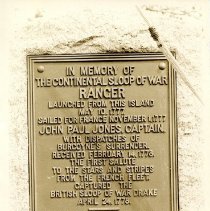 IN MEMORY OF
THE CONTINENTAL SLOOP OF WAR
RANGER
LAUNCHED FROM THIS ISLAND
MAY 10, 1777
SAILED FOR FRANCE NOVEMBER 1, 1777
JOHN PAUL JONES, CAPTAIN,
WITH DISPATCHES OF
BURGOYNE'S SURRENDER.
RECEIVED FEBRUARY 14, 1778,
THE FIRST SALUTE
TO THE STARS AND STRIPES
FROM THE FRENCH FLEET.
CAPTURED THE
BRITISH SLOOP OF WAR DRAKE
APRIL 24, 1778.